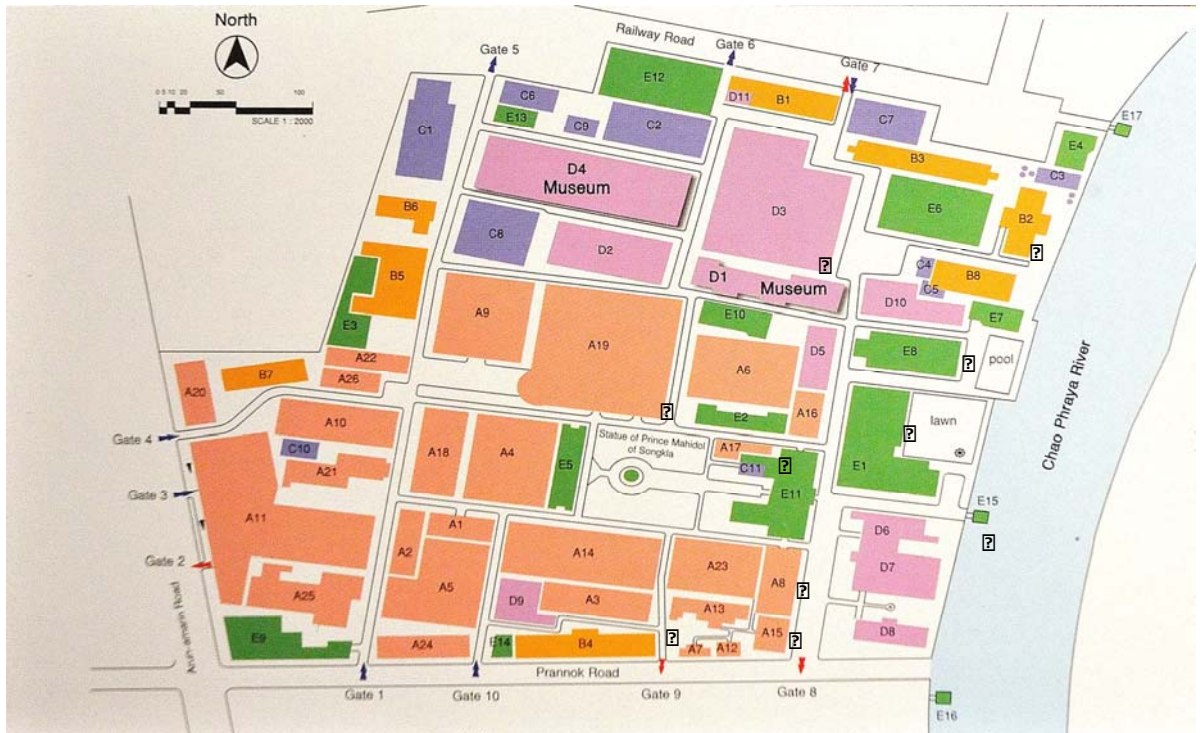 North
0 5 10 20 50 100
SCALE 1 : 2000
Railway Road
Gate 5
Gate 6
Gate 7
E12
D11
B1
C6
E13
C9
C2
C1
C7
B3
E17
E4
C3
D4
Museum
D3
E6
B2
B6
C8
D2
C4
B8
C5
B5
D1
Museum
D10
E7
E3
A9
A19
E10
D5
E8
pool
A22
A26
B7
A20
A6
E2
A16
Gate 4
A10
C10
A21
A18
A4
E5
Statue of Prince Mahidol
of Songkla
A17
C11
E11
E1
lawn
Chao Phraya River
Gate 3
A11
E15
Gate 2
A1
A2
A5
A14
A23
A8
D6
D7
A25
D9
A3
A13
A15
D8
Arun-amarin Road
E9
A24
E14
B4
A7
A12
Prannok Road
Gate 1
Gate 10
Gate 9
Gate 8
E16